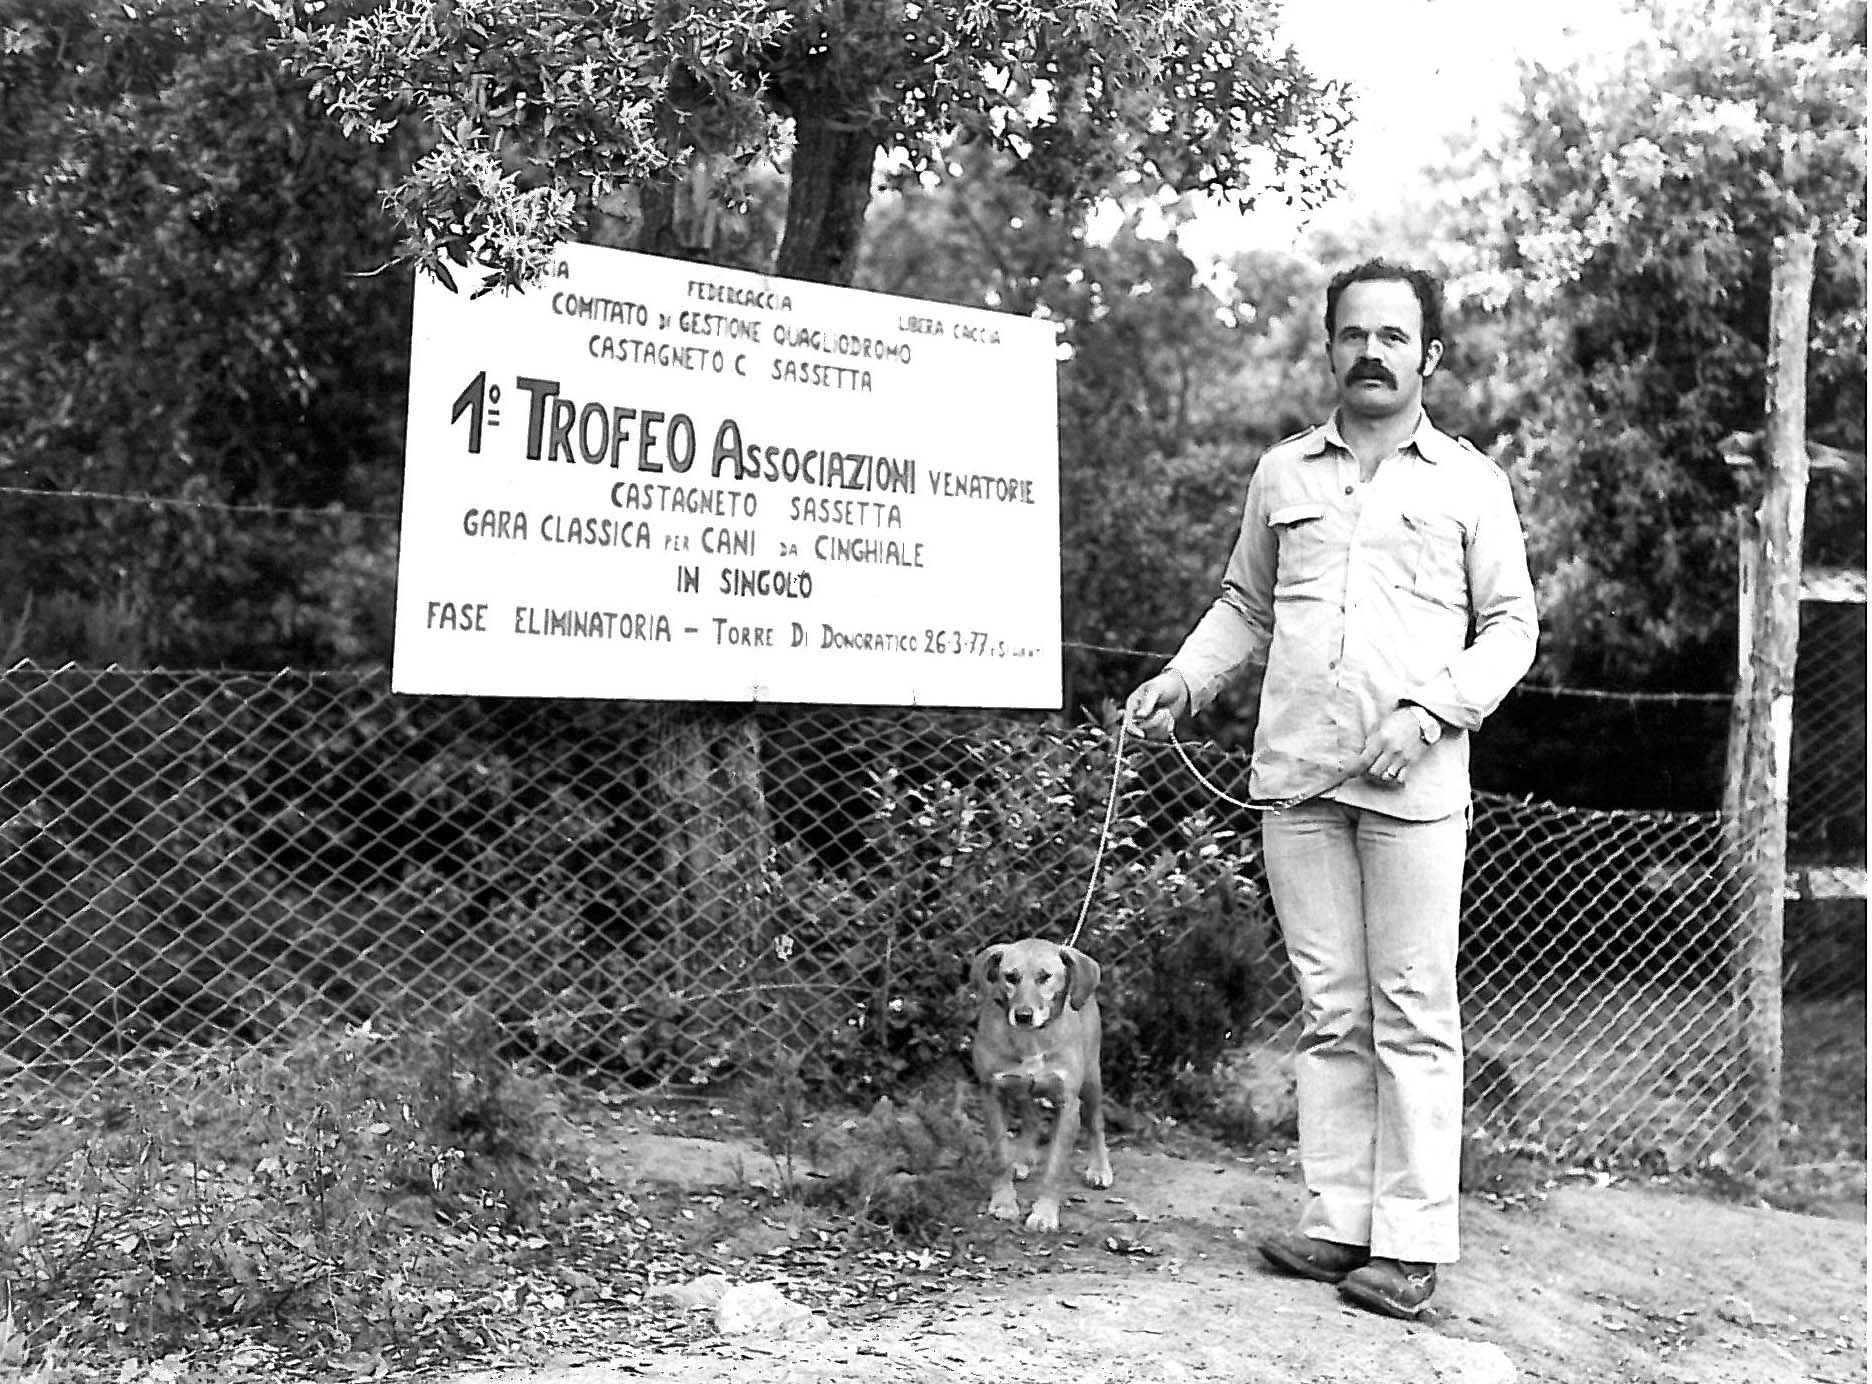 FEDERCACCIA
LIBERA CACCIA
COMITATO DI GESTIONE QUAGLIODROMO
CASTAGNETO C SASSETTA
1º TROFEO ASSOCIAZIONI VENATORIE
CASTAGNETO SASSETTA
GARA CLASSICA PER CANI DA CINGHIALE
IN SINGOLO
FASE ELIMINATORIA - TORRE DI DONORATICO 26-3-77